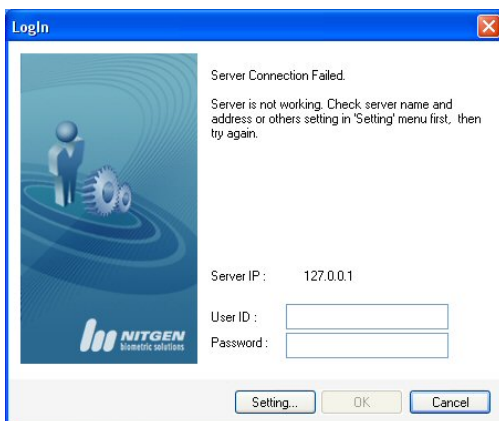 LogIn
Server Connection Failed.
Server is not working. Check server name and
address or others setting in 'Setting' menu first, then
try again.
Server IP : 127.0.0.1
User ID :
Password :
NITGEN
biometric solutions
Setting... OK Cancel